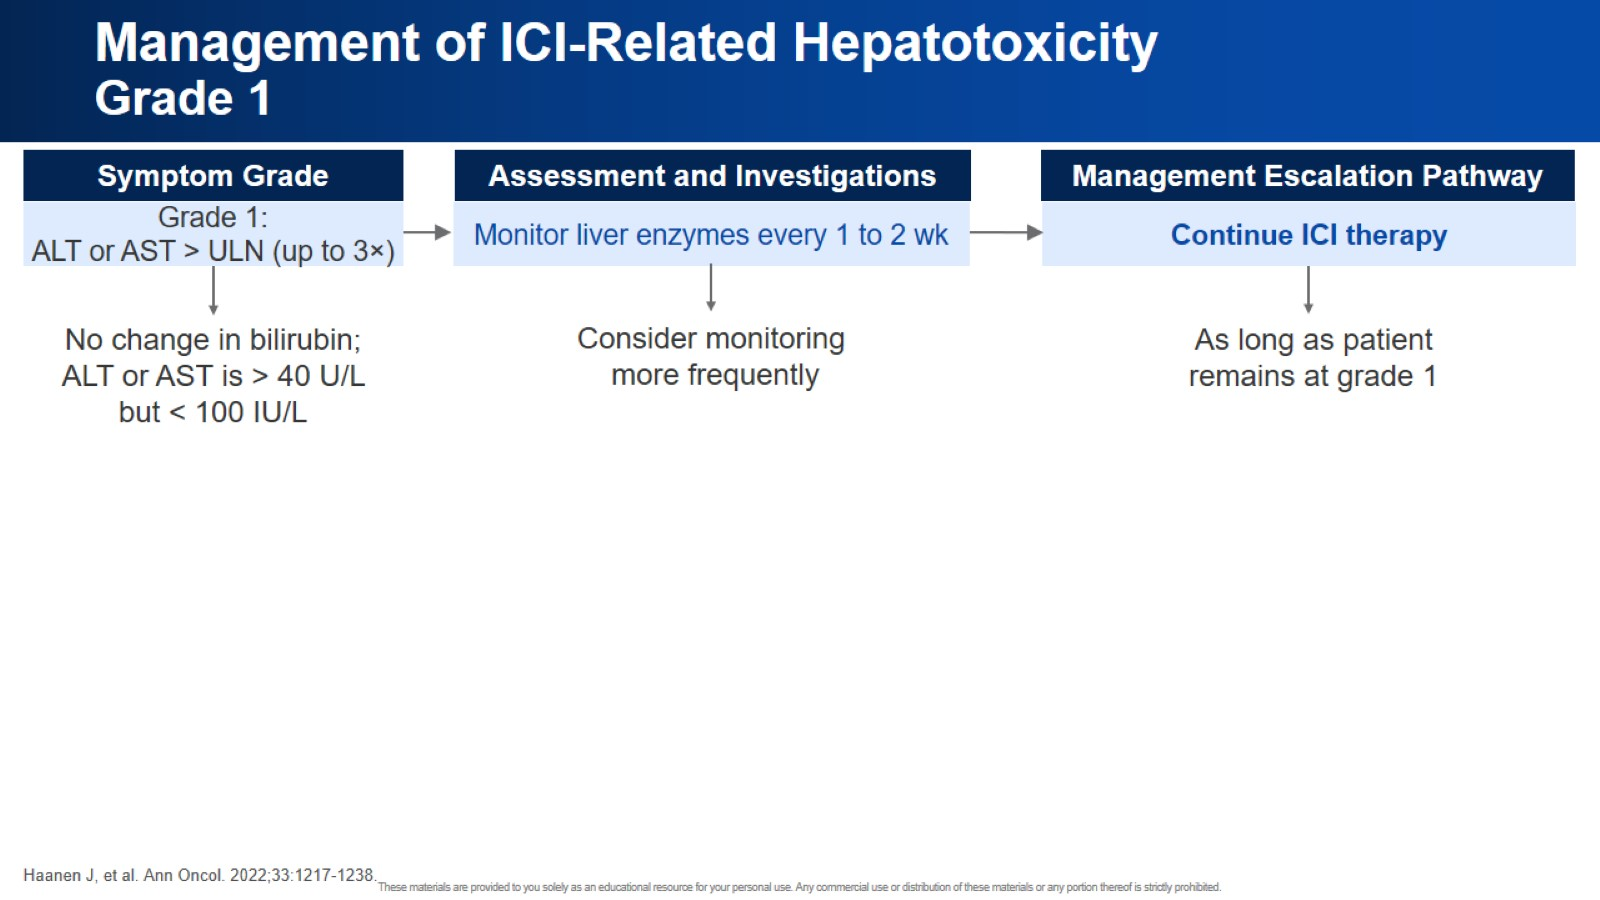 Management of ICI-Related Hepatotoxicity
Grade 1
Symptom Grade
Grade 1:
ALT or AST > ULN (up to 3×)
No change in bilirubin;
ALT or AST is > 40 U/L
but < 100 IU/L
Assessment and Investigations
Monitor liver enzymes every 1 to 2 wk
Consider monitoring
more frequently
Management Escalation Pathway
Continue ICI therapy
As long as patient
remains at grade 1
Haanen J, et al. Ann Oncol. 2022;33:1217-1238.
These materials are provided to you solely as an educational resource for your personal use. Any commercial use or distribution of these materials or any portion thereof is strictly prohibited.